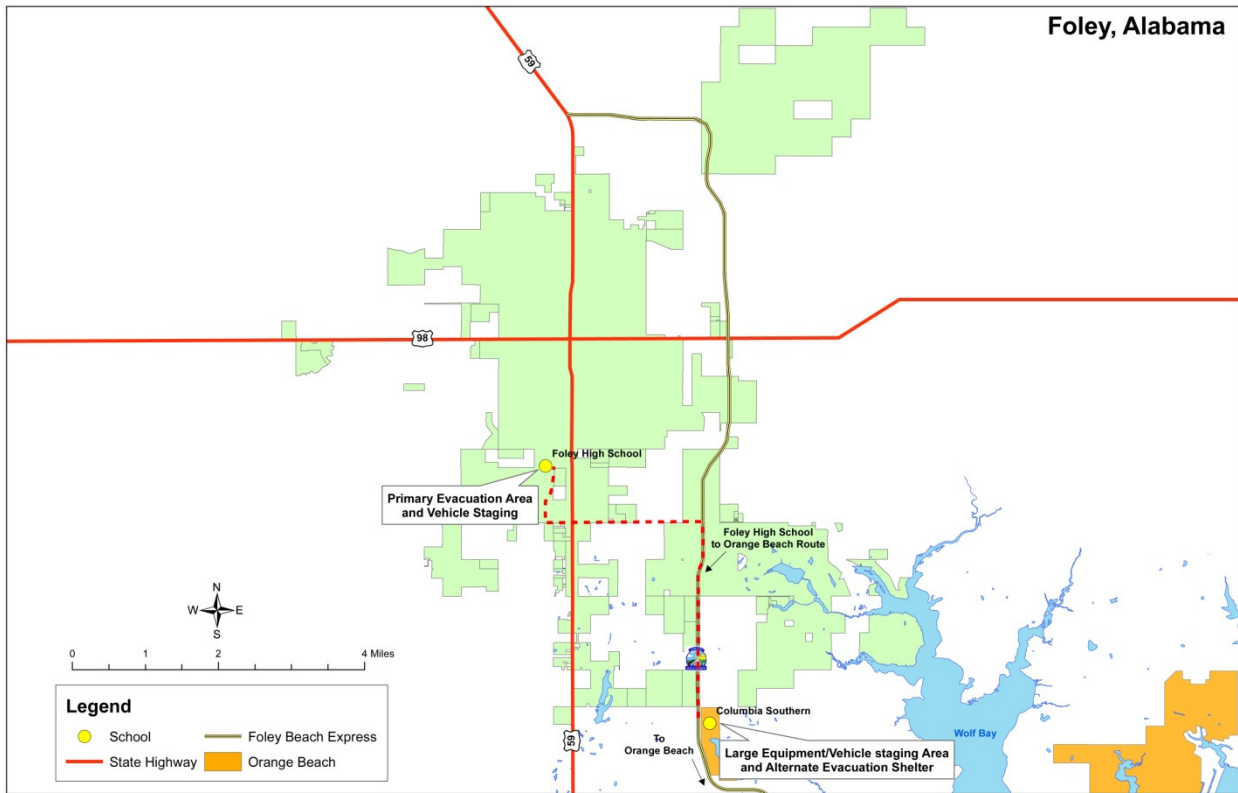 Foley, Alabama
59
98
Foley High School
Primary Evacuation Area
and Vehicle Staging
Foley High School
to Orange Beach Route
N
W E
S
0 1 2 4 Miles
Legend
School
Foley Beach Express
State Highway
Orange Beach
59
To
Orange Beach
Columbia Southern
Large Equipment/Vehicle staging Area
and Alternate Evacuation Shelter
Wolf Bay